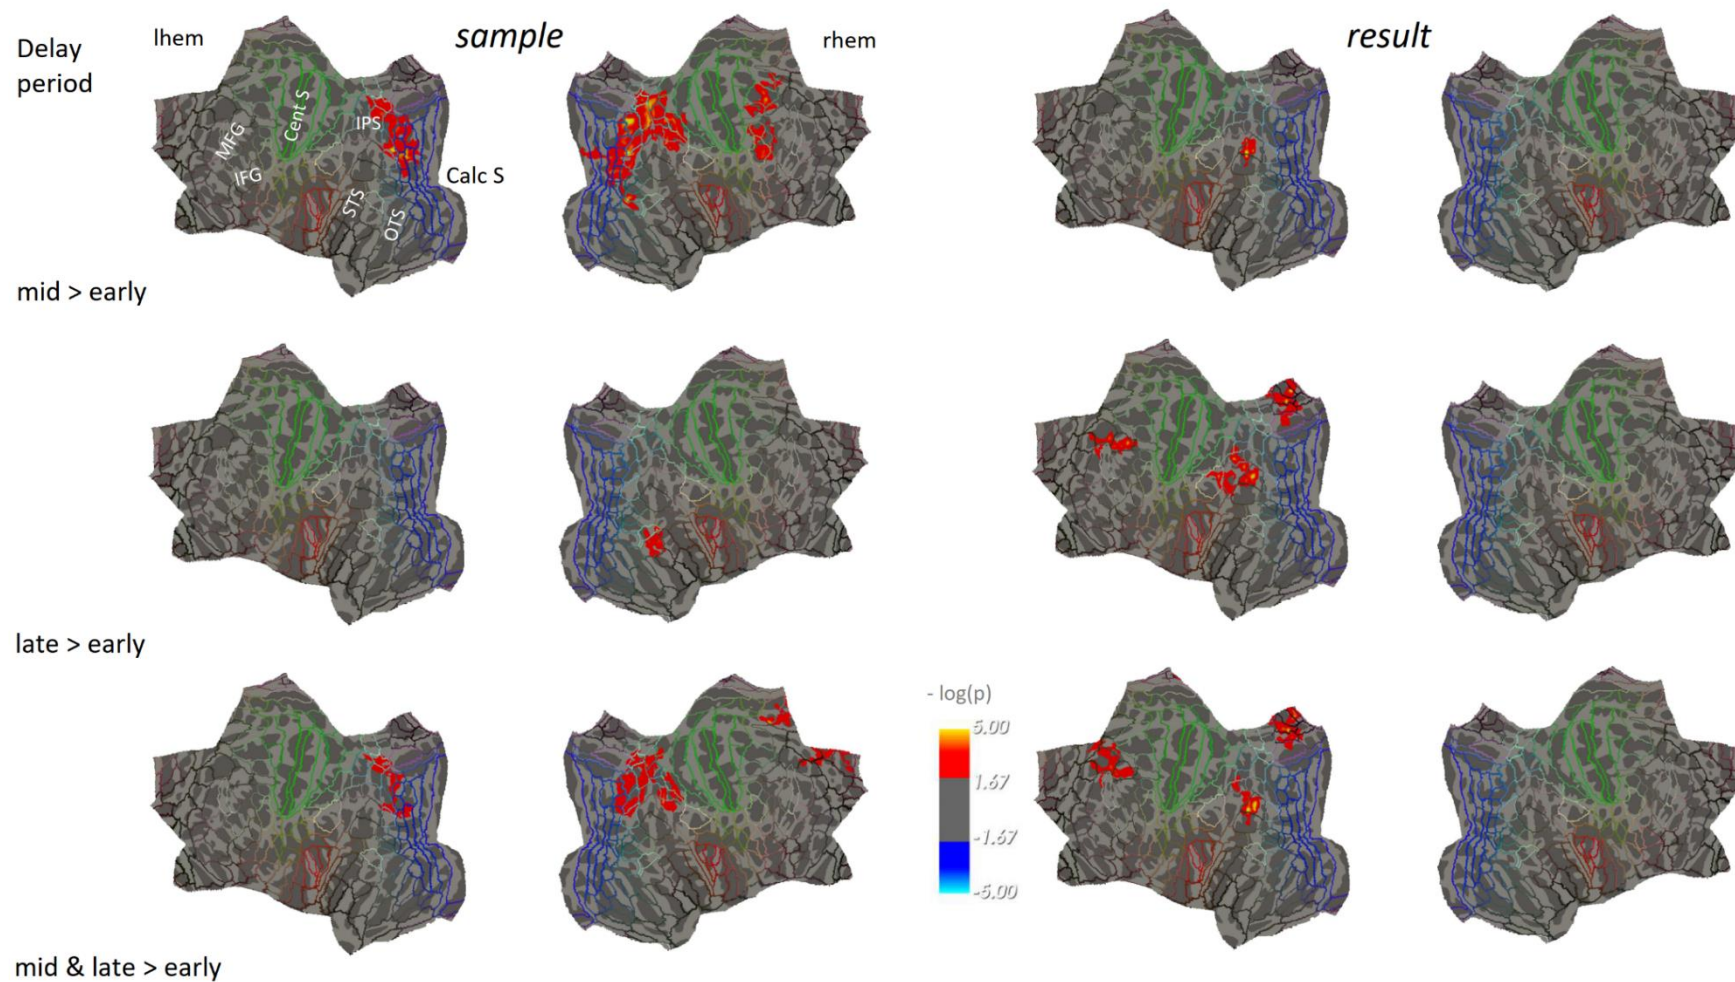 Delay
period
lhem
sample
rhem
result
Cent S
IPS
MFG
IFG
Calc S
STS
OTS
mid > early
late > early
- log(p)
5.00
1.67
-1.67
-5.00
mid & late > early